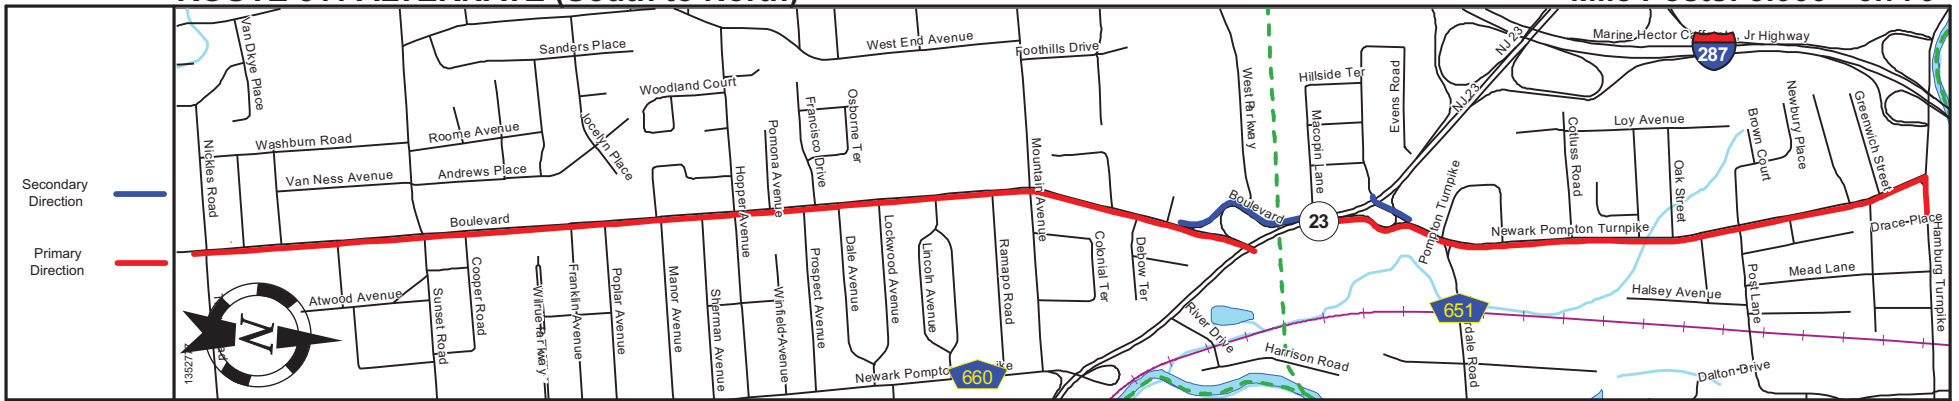 Secondary
Direction
Primary
Direction
Van Dkye Place
Nickles Road
Washburn Road
Van Ness Avenue
Sanders Place
Roome Avenue
Andrews Place
Jocelyn Place
Boulevard
Woodland Court
West End Avenue
Foothills Drive
Hopper Avenue
Pomona Avenue
Francisco Drive
Osborne Ter
Mountain Avenue
West Parkway
Boulevard
Hillside Ter
Macopin Lane
Evens Road
NJ 23
NJ 23
23
Marine Hector
Jr Highway
287
Pompton Turnpike
Newark Pompton Turnpike
Cotluss Road
Loy Avenue
Oak Street
Brown Court
Newbury Place
Greenwich Street
Drace Place
Hamburg Turnpike
Mead Lane
Halsey Avenue
Post Lane
Dalton Drive
651
Harrison Road
River Drive
Debow Ter
Colonial Ter
Ramapo Road
Lincoln Avenue
Lockwood Avenue
Dale Avenue
Prospect Avenue
Winfield Avenue
Sherman Avenue
Manor Avenue
Poplar Avenue
Franklin Avenue
Cooper Road
Sunset Road
Atwood Avenue
Newark
660
N